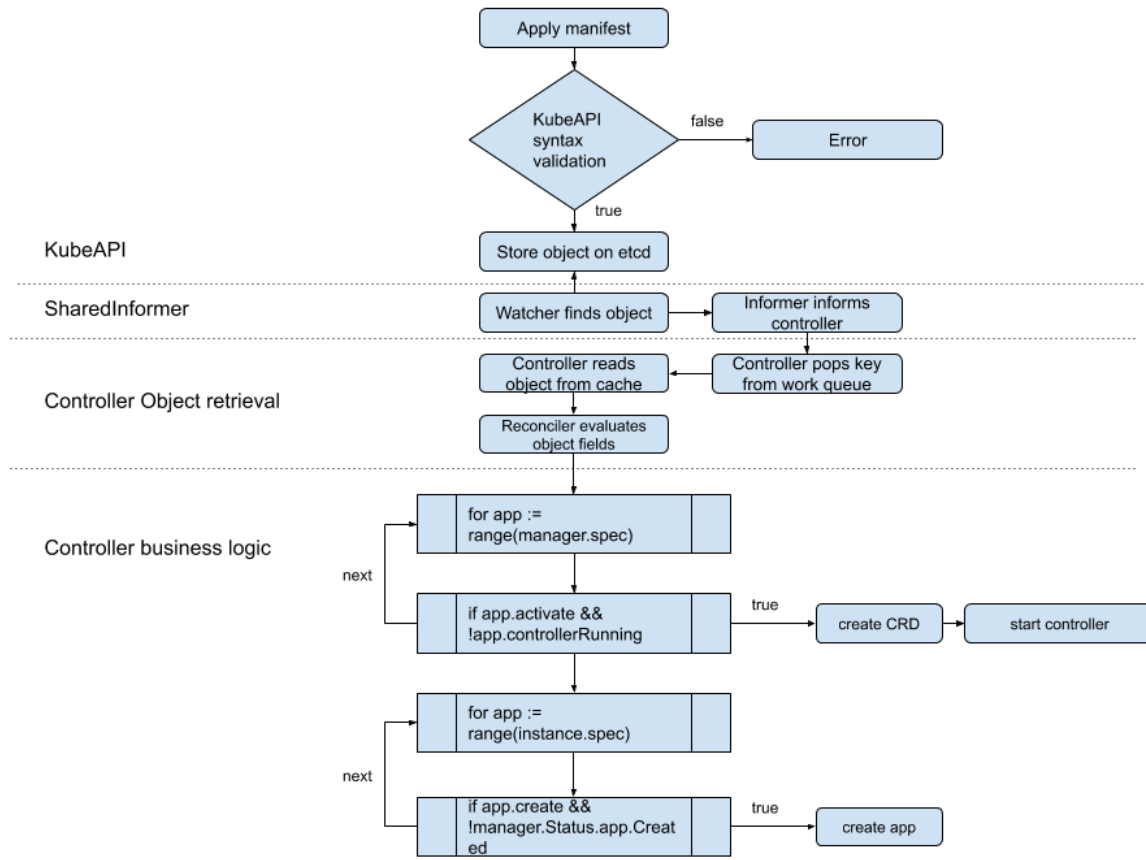 Apply manifest
KubeAPI
syntax
validation
false
Error
true
KubeAPI
Store object on etcd
SharedInformer
Watcher finds object
Informer informs
controller
Controller Object retrieval
Controller reads
object from cache
Controller pops key
from work queue
Reconciler evaluates
object fields
Controller business logic
for app :=
range(manager.spec)
next
if app.activate &&
!app.controllerRunning
true
create CRD
start controller
for app :=
range(instance.spec)
next
if app.create &&
!manager.Status.app.Creat
ed
true
create app